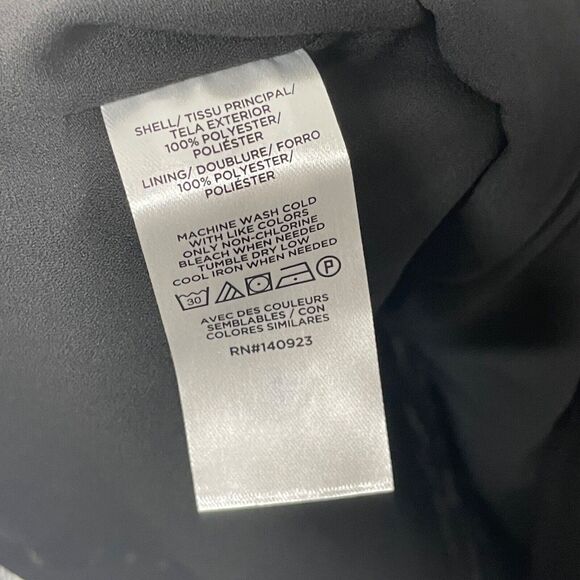 SHELL/ TISSU PRINCIPAL/
TELA EXTERIOR
100% POLYESTER/
POLIÉSTER
LINING/ DOUBLURE/ FORRO
100% POLYESTER/
POLIÉSTER
MACHINE WASH COLD
WITH LIKE COLORS
ONLY NON-CHLORINE
BLEACH WHEN NEEDED
TUMBLE DRY LOW
COOL IRON WHEN NEEDED
30 P
AVEC DES COULEURS
SEMBLABLES / CON
COLORES SIMILARES
RN#140923